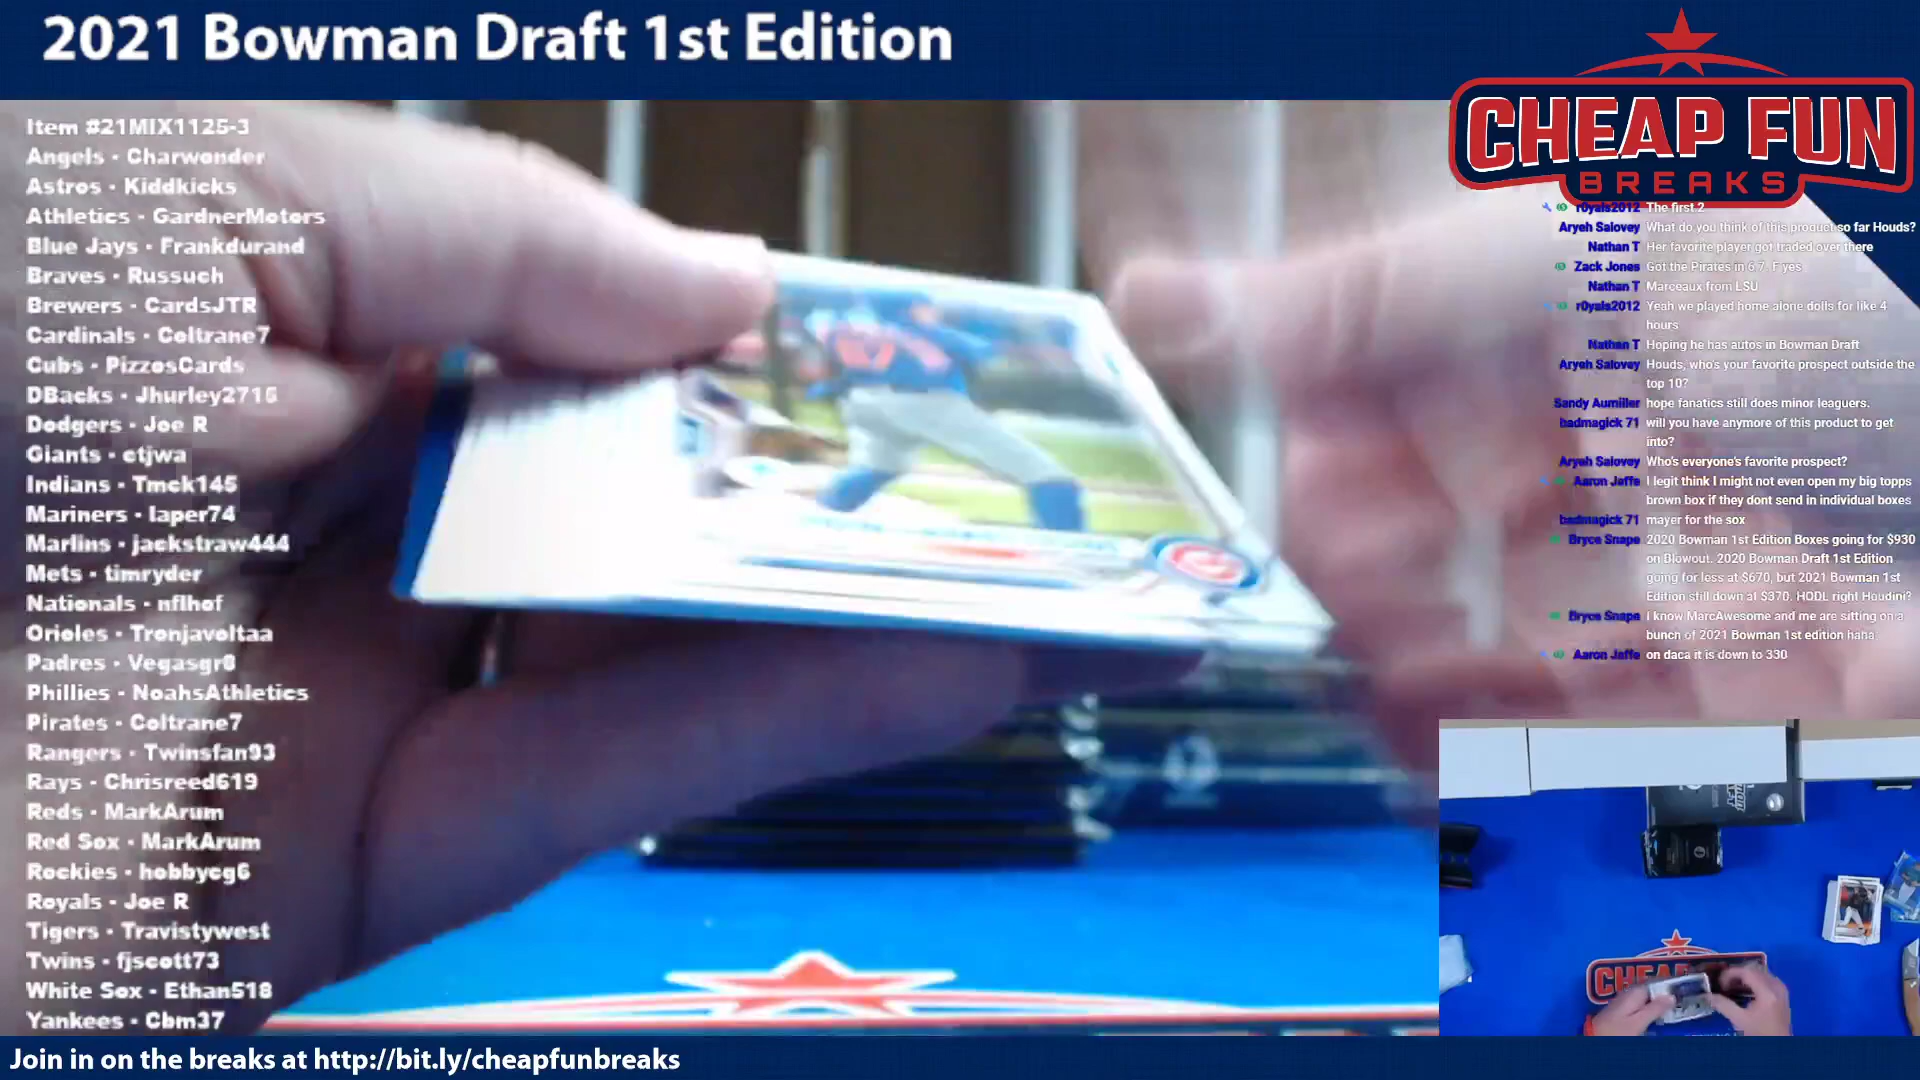 2021 Bowman Draft 1st Edition
CHEAP FUN
BREAKS
Item #21MIX1125-3
Angels - Charwonder
Astros - Kiddkicks
Athletics - GardnerMotors
Blue Jays - Frankdurand
Braves - Russuch
Brewers - CardsJTR
Cardinals - Coltrane7
Cubs - PizzosCards
DBacks - Jhurley2716
Dodgers - Joe R
Giants - ctjwa
Indians - Tmck145
Mariners - laper74
Marlins - jackstraw444
Mets - timryder
Nationals - nflhof
Orioles - Tronjavoltaa
Padres - Vegasgr8
Phillies - NoahsAthletics
Pirates - Coltrane7
Rangers - Twinsfan93
Rays - Chrisreed619
Reds - MarkArum
Red Sox - MarkArum
Rockies - hobbycg6
Royals - Joe R
Tigers - Travistywest
Twins - fjscott73
White Sox - Ethan518
Yankees - Cbm37
r0yals2012 The first 2
Aryeh Salovey What do you think of this product so far Houds?
Nathan T Her favorite player got traded over there
Zack Jones Got the Pirates in 6 7. F yes
Nathan T Marceaux from LSU
r0yals2012 Yeah we played home alone dolls for like 4
hours
Nathan T Hoping he has autos in Bowman Draft
Aryeh Salovey Houds, who's your favorite prospect outside the
top 10?
Sandy Aumiller hope fanatics still does minor leaguers.
badmagick 71 will you have anymore of this product to get
into?
Aryeh Salovey Who's everyone's favorite prospect?
Aaron Jaffe I legit think I might not even open my big topps
brown box if they dont send in individual boxes
badmagick 71 mayer for the sox
Bryce Snape 2020 Bowman 1st Edition Boxes going for $930
on Blowout. 2020 Bowman Draft 1st Edition
going for less at $670, but 2021 Bowman 1st
Edition still down at $370. HODL right Houdini?
Bryce Snape I know MarcAwesome and me are sitting on a
bunch of 2021 Bowman 1st edition haha
Aaron Jaffe on daca it is down to 330
CHEAP
Join in on the breaks at http://bit.ly/cheapfunbreaks